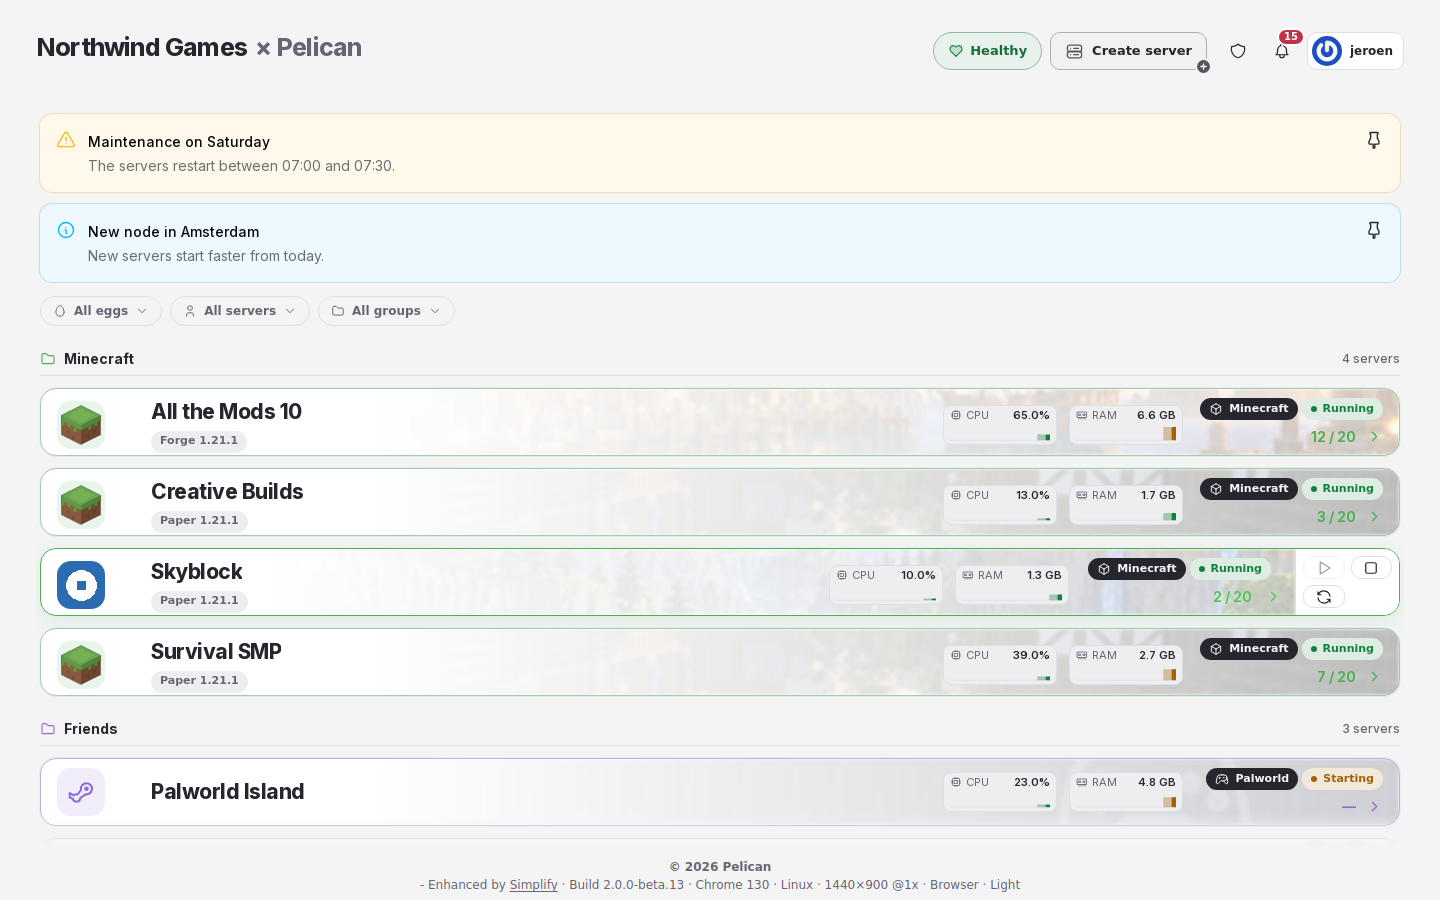 Northwind Games × Pelican
Healthy
Create server
15
jeroen
Maintenance on Saturday
The servers restart between 07:00 and 07:30.
New node in Amsterdam
New servers start faster from today.
All eggs
All servers
All groups
Minecraft
4 servers
All the Mods 10
Forge 1.21.1
CPU 65.0%
RAM 6.6 GB
Minecraft
Running
12 / 20
Creative Builds
Paper 1.21.1
CPU 13.0%
RAM 1.7 GB
Minecraft
Running
3 / 20
Skyblock
Paper 1.21.1
CPU 10.0%
RAM 1.3 GB
Minecraft
Running
2 / 20
Survival SMP
Paper 1.21.1
CPU 39.0%
RAM 2.7 GB
Minecraft
Running
7 / 20
Friends
3 servers
Palworld Island
CPU 23.0%
RAM 4.8 GB
Palworld
Starting
—
© 2026 Pelican
- Enhanced by Simplify · Build 2.0.0-beta.13 · Chrome 130 · Linux · 1440×900 @1x · Browser · Light